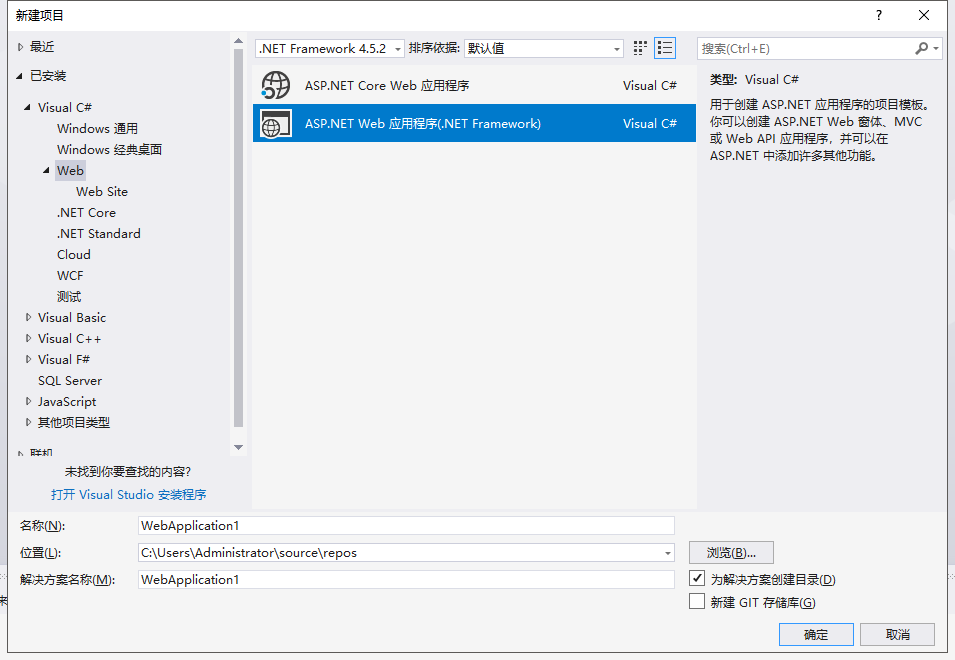 新建项目
?
最近
已安装
Visual C#
Windows 通用
Windows 经典桌面
Web
Web Site
.NET Core
.NET Standard
Cloud
WCF
测试
Visual Basic
Visual C++
Visual F#
SQL Server
JavaScript
其他项目类型
联机
未找到你要查找的内容?
打开 Visual Studio 安装程序
.NET Framework 4.5.2
排序依据:
默认值
ASP.NET Core Web 应用程序
Visual C#
ASP.NET Web 应用程序(.NET Framework)
Visual C#
搜索(Ctrl+E)
类型: Visual C#
用于创建 ASP.NET 应用程序的项目模板。
你可以创建 ASP.NET Web 窗体、MVC
或 Web API 应用程序，并可以在
ASP.NET 中添加许多其他功能。
名称(N):
WebApplication1
位置(L):
C:\Users\Administrator\source\repos
浏览(B)...
解决方案名称(M):
WebApplication1
为解决方案创建目录(D)
新建 GIT 存储库(G)
确定
取消